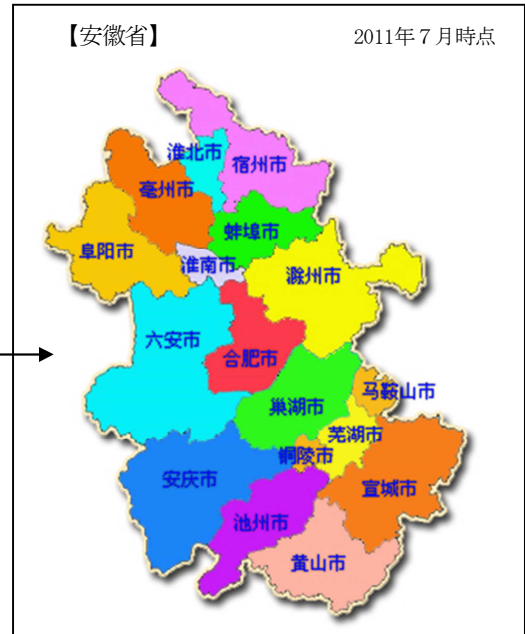 【安徽省】 2011年７月時点
淮北市
宿州市
亳州市
蚌埠市
阜阳市
淮南市
滁州市
六安市
合肥市
马鞍山市
巢湖市
芜湖市
铜陵市
安庆市
宣城市
池州市
黄山市